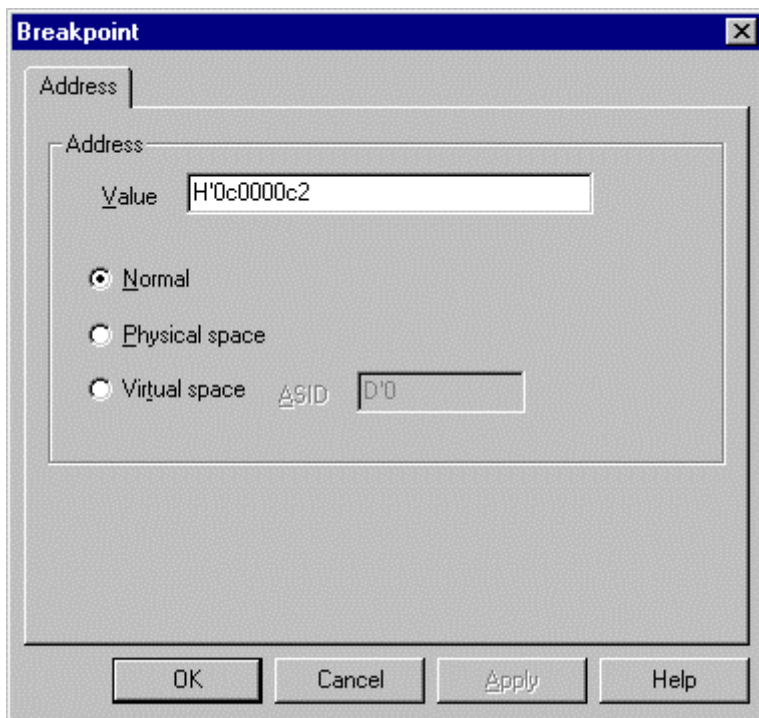 Breakpoint
Address
Address
Value H'0c0000c2
Normal
Physical space
Virtual space ASID D'0
OK Cancel Apply Help